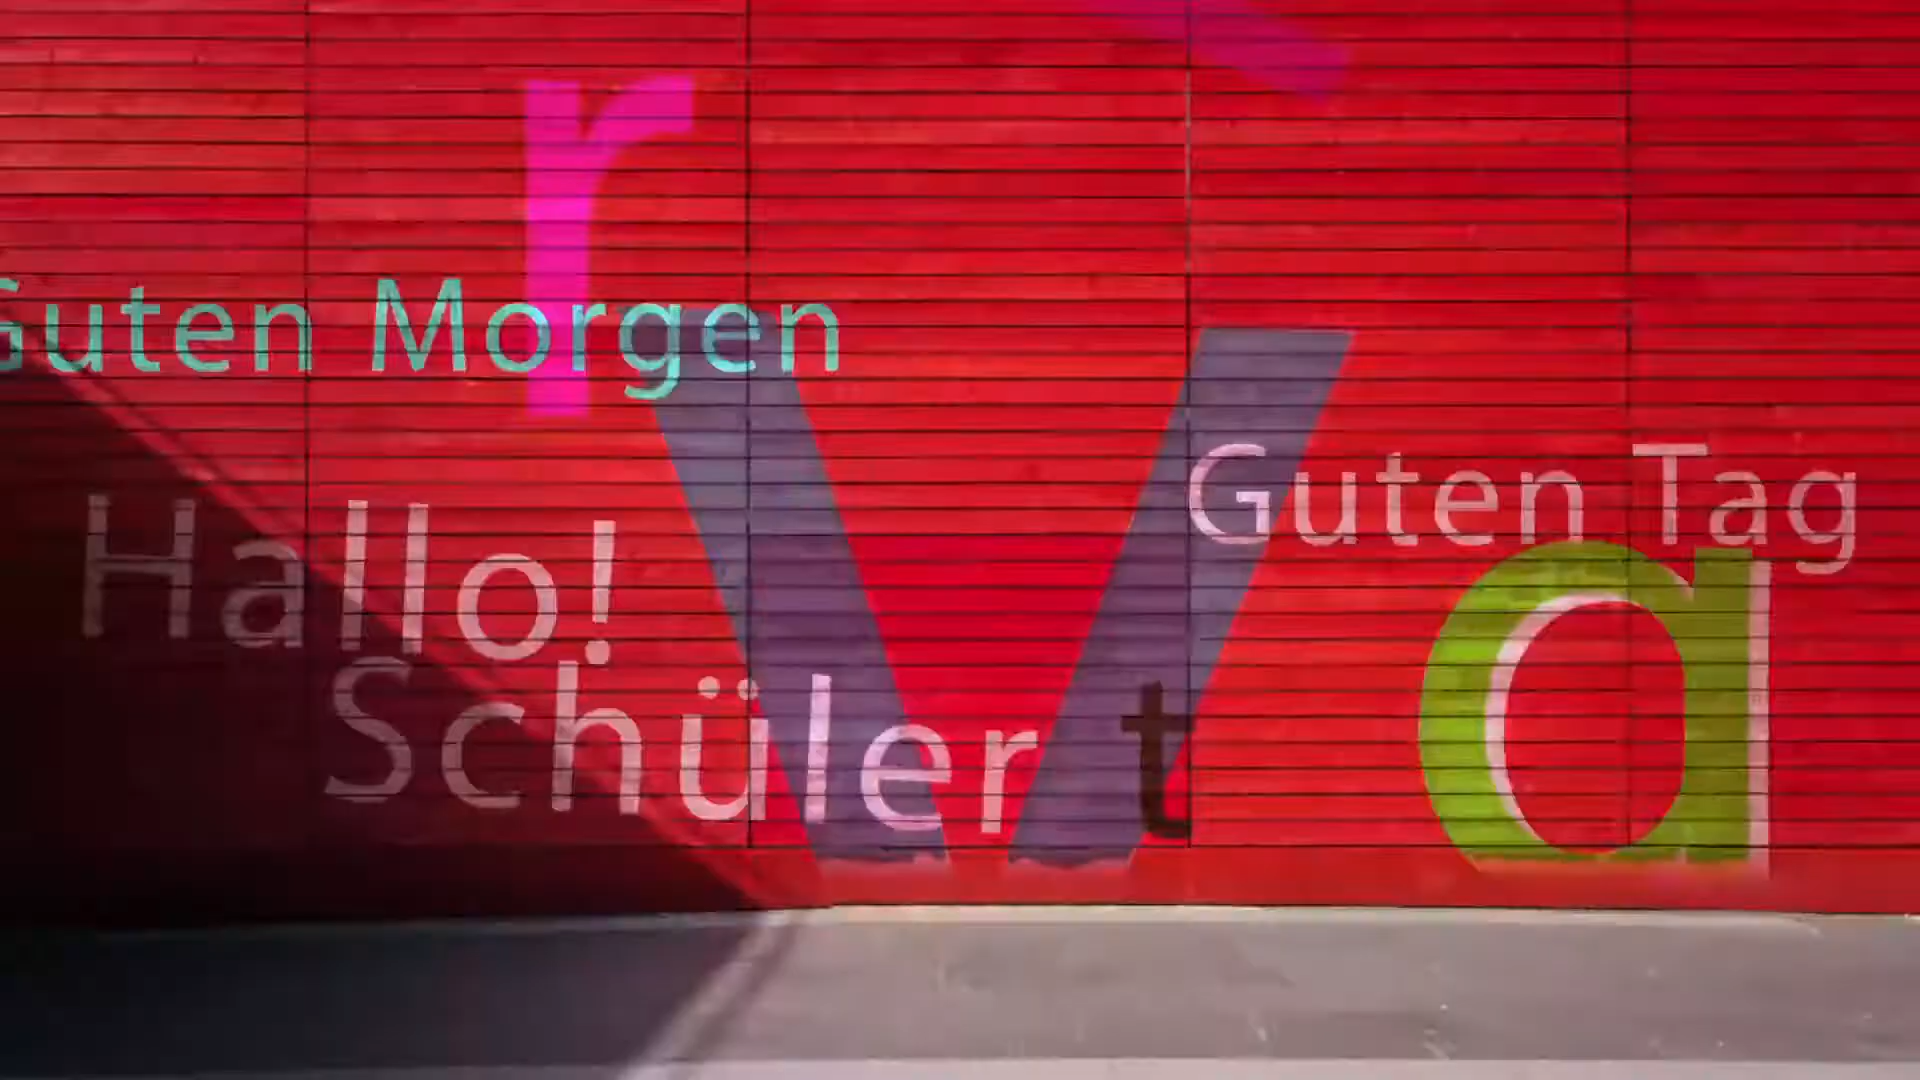 r
Guten Morgen
V
Guten Tag
Hallo!
a
Schüler
t